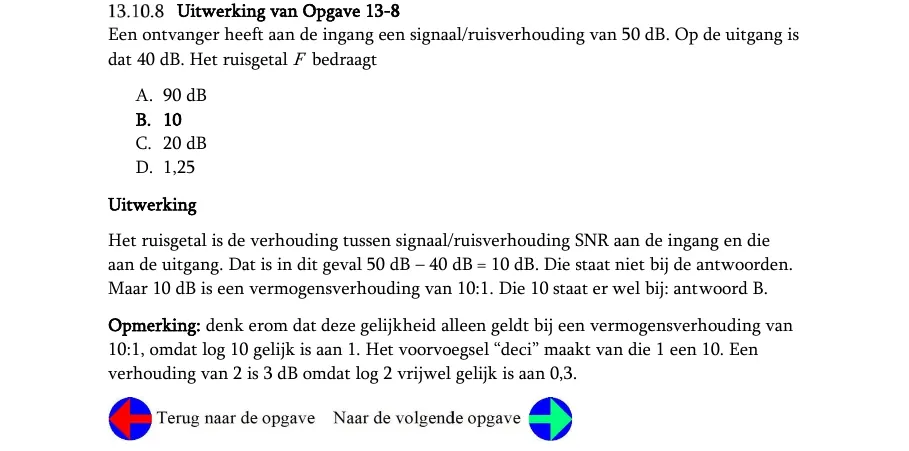 13.10.8 Uitwerking van Opgave 13-8
Een ontvanger heeft aan de ingang een signaal/ruisverhouding van 50 dB. Op de uitgang is
dat 40 dB. Het ruisgetal F bedraagt
A. 90 dB
B. 10
C. 20 dB
D. 1,25
Uitwerking
Het ruisgetal is de verhouding tussen signaal/ruisverhouding SNR aan de ingang en die
aan de uitgang. Dat is in dit geval 50 dB – 40 dB = 10 dB. Die staat niet bij de antwoorden.
Maar 10 dB is een vermogensverhouding van 10:1. Die 10 staat er wel bij: antwoord B.
Opmerking: denk erom dat deze gelijkheid alleen geldt bij een vermogensverhouding van
10:1, omdat log 10 gelijk is aan 1. Het voorvoegsel “deci” maakt van die 1 een 10. Een
verhouding van 2 is 3 dB omdat log 2 vrijwel gelijk is aan 0,3.
Terug naar de opgave Naar de volgende opgave